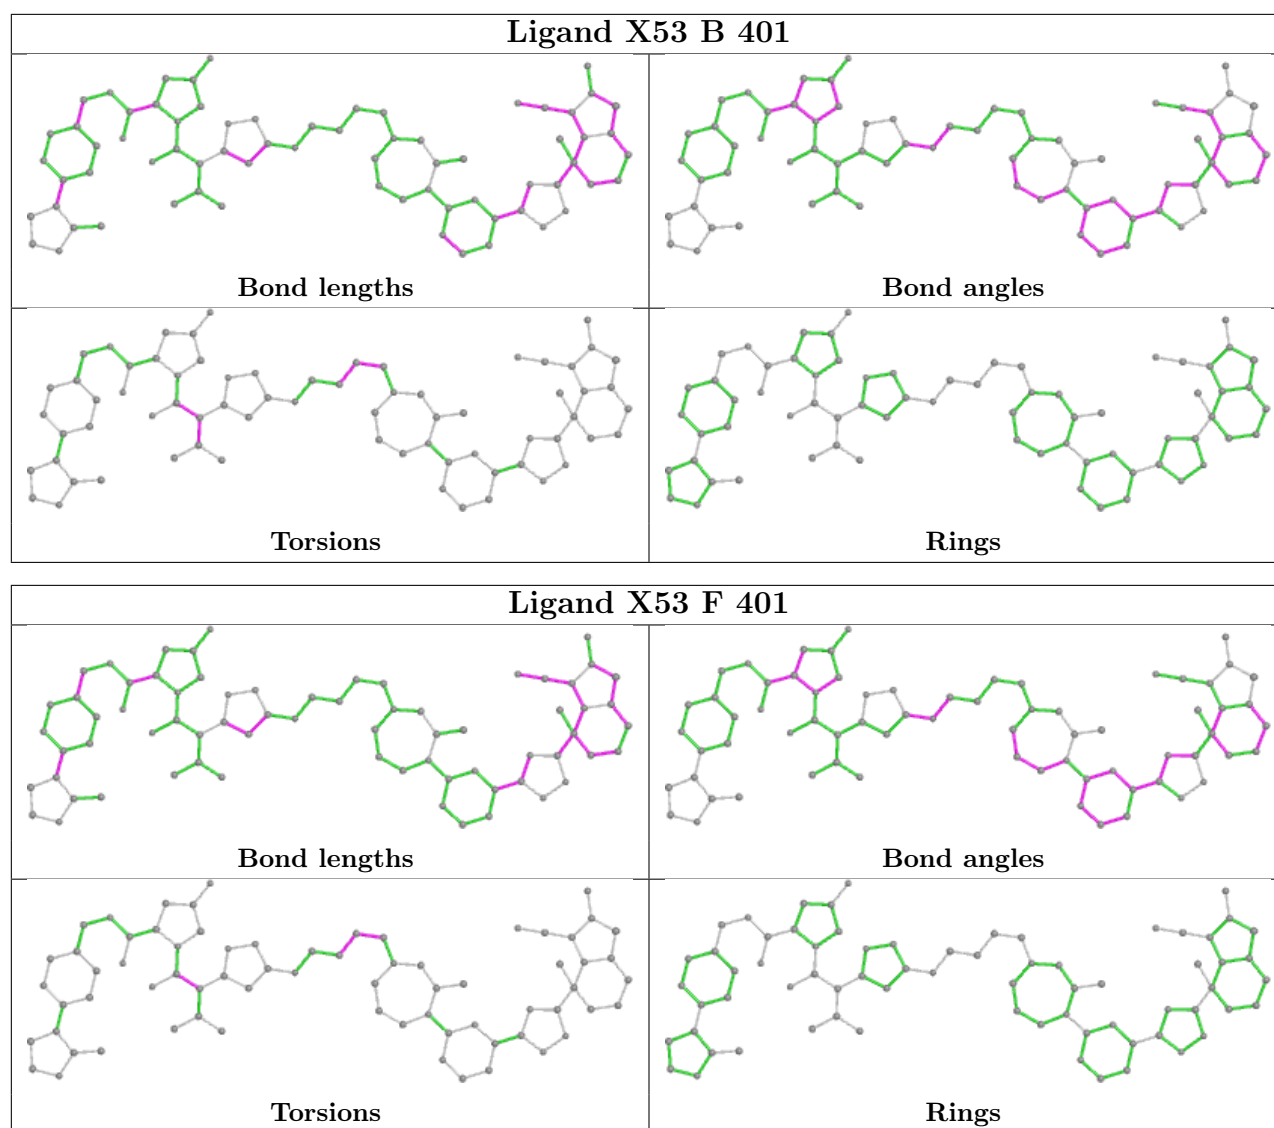 Ligand X53 B 401
Bond lengths
Bond angles
Torsions
Rings
Ligand X53 F 401
Bond lengths
Bond angles
Torsions
Rings